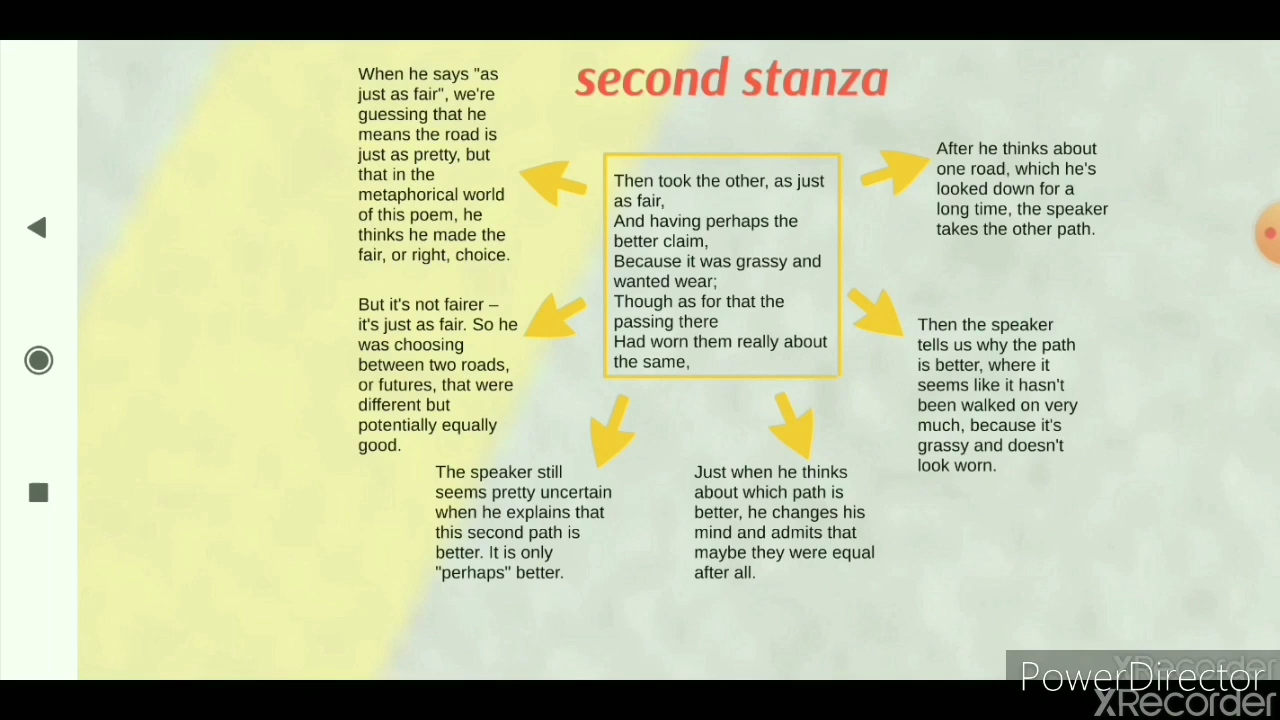 second stanza
When he says "as
just as fair", we're
guessing that he
means the road is
just as pretty, but
that in the
metaphorical world
of this poem, he
thinks he made the
fair, or right, choice.
But it's not fairer –
it's just as fair. So he
was choosing
between two roads,
or futures, that were
different but
potentially equally
good.
Then took the other, as just
as fair,
And having perhaps the
better claim,
Because it was grassy and
wanted wear;
Though as for that the
passing there
Had worn them really about
the same,
After he thinks about
one road, which he's
looked down for a
long time, the speaker
takes the other path.
Then the speaker
tells us why the path
is better, where it
seems like it hasn't
been walked on very
much, because it's
grassy and doesn't
look worn.
The speaker still
seems pretty uncertain
when he explains that
this second path is
better. It is only
"perhaps" better.
Just when he thinks
about which path is
better, he changes his
mind and admits that
maybe they were equal
after all.
XRecorder
PowerDirector
XRecorder